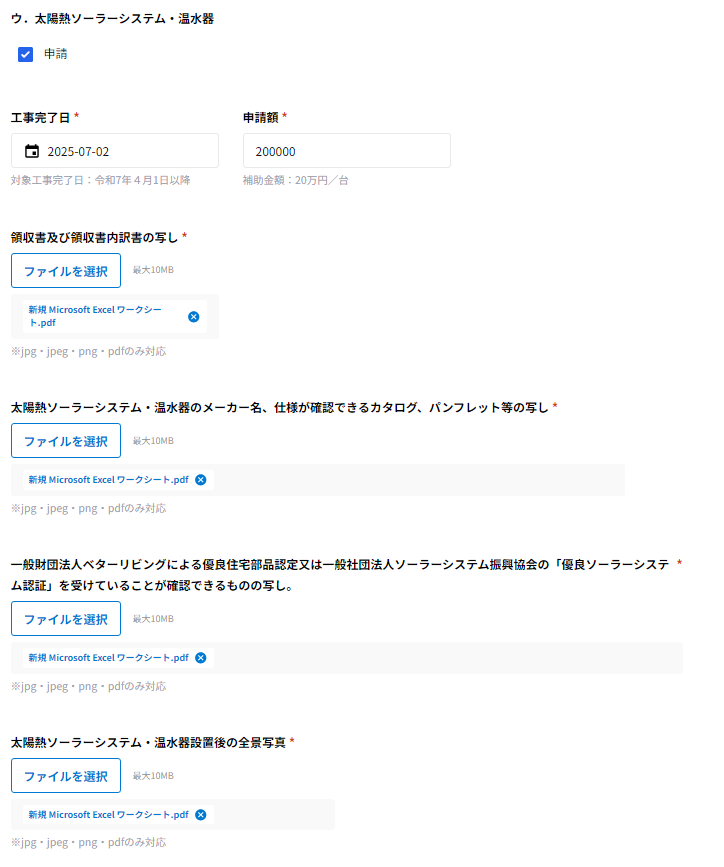 ウ．太陽熱ソーラーシステム・温水器
申請
工事完了日 *
申請額 *
2025-07-02
200000
対象工事完了日：令和7年４月1日以降
補助金額：20万円／台
領収書及び領収書内訳書の写し *
ファイルを選択
最大10MB
新規 Microsoft Excel ワークシー
ト.pdf
※jpg・jpeg・png・pdfのみ対応
太陽熱ソーラーシステム・温水器のメーカー名、仕様が確認できるカタログ、パンフレット等の写し *
ファイルを選択
最大10MB
新規 Microsoft Excel ワークシート.pdf
※jpg・jpeg・png・pdfのみ対応
一般財団法人ベターリビングによる優良住宅部品認定又は一般社団法人ソーラーシステム振興協会の「優良ソーラーシステ *
ム認証」を受けていることが確認できるものの写し。
ファイルを選択
最大10MB
新規 Microsoft Excel ワークシート.pdf
※jpg・jpeg・png・pdfのみ対応
太陽熱ソーラーシステム・温水器設置後の全景写真 *
ファイルを選択
最大10MB
新規 Microsoft Excel ワークシート.pdf
※jpg・jpeg・png・pdfのみ対応